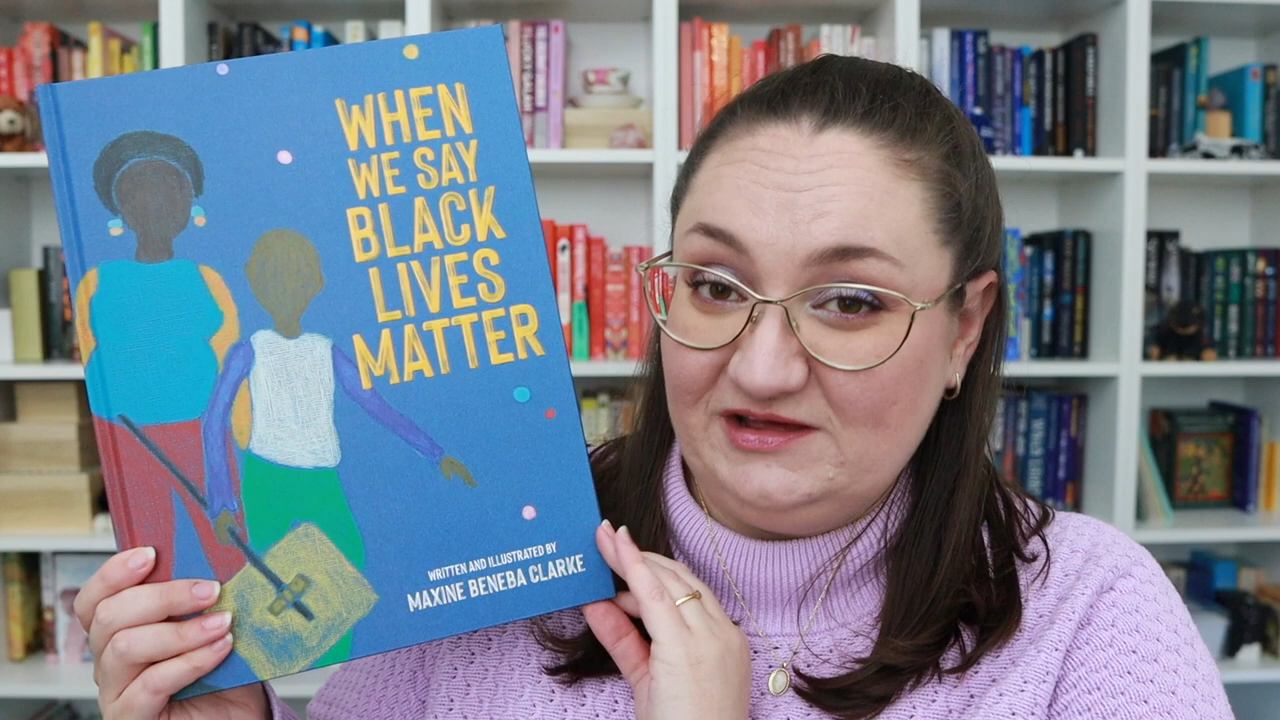 WHEN
WE SAY
BLACK
LIVES
MATTER
WRITTEN AND ILLUSTRATED BY
MAXINE BENEBA CLARKE